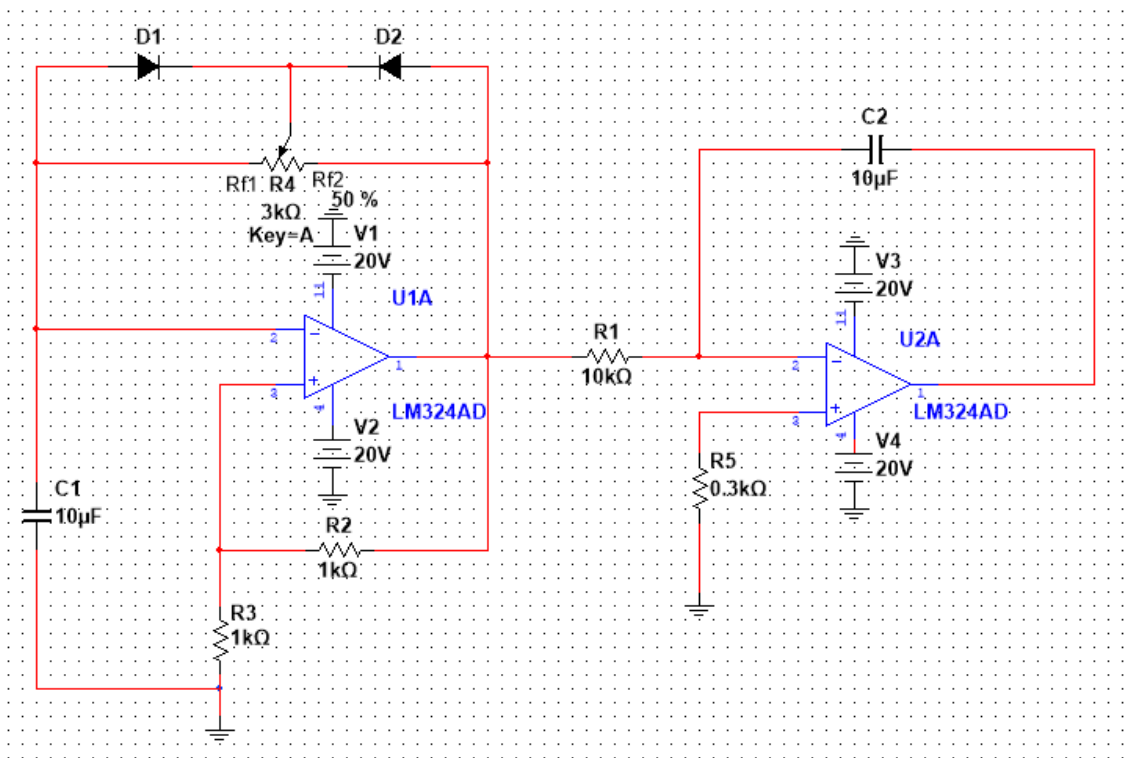 D1
D2
C2
10µF
Rf1 R4 Rf2
50 %
3kΩ
Key=A
V1
20V
V3
20V
11
11
U1A
U2A
2
3
1
4
LM324AD
R1
10kΩ
2
3
1
4
LM324AD
V2
20V
V4
20V
R5
0.3kΩ
C1
10µF
R2
1kΩ
R3
1kΩ